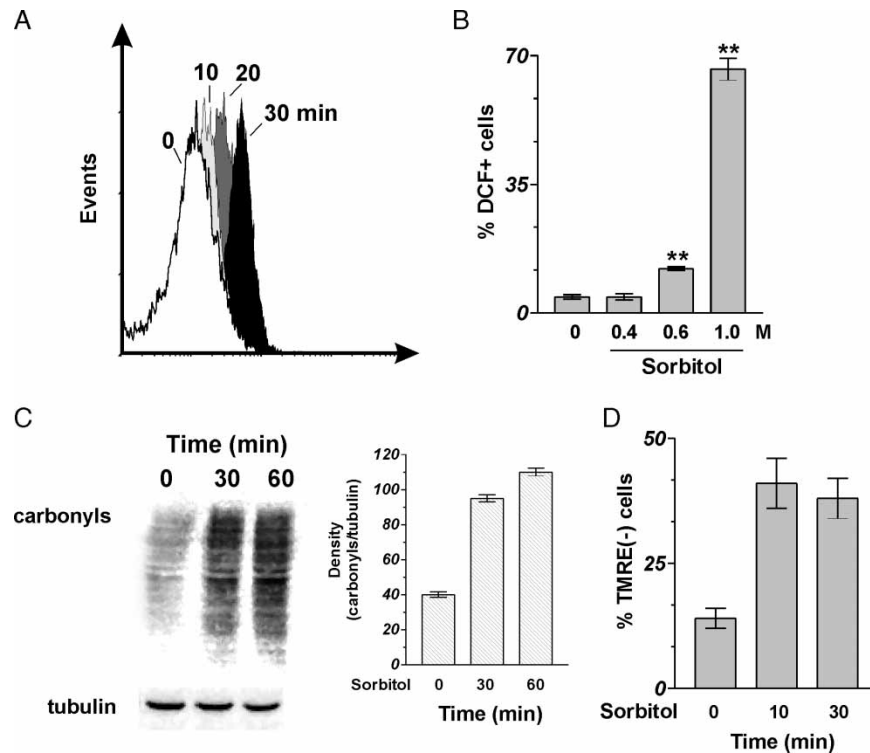 A
10
20
0
30 min
Events
B
70
35
0
% DCF+ cells
**
**
0 0.4 0.6 1.0 M
Sorbitol
C
Time (min)
0 30 60
carbonyls
tubulin
Density
(carbonyls/tubulin)
120
100
80
60
40
20
0
Sorbitol 0 30 60
Time (min)
D
50
25
0
% TMRE(-) cells
Sorbitol 0 10 30
Time (min)